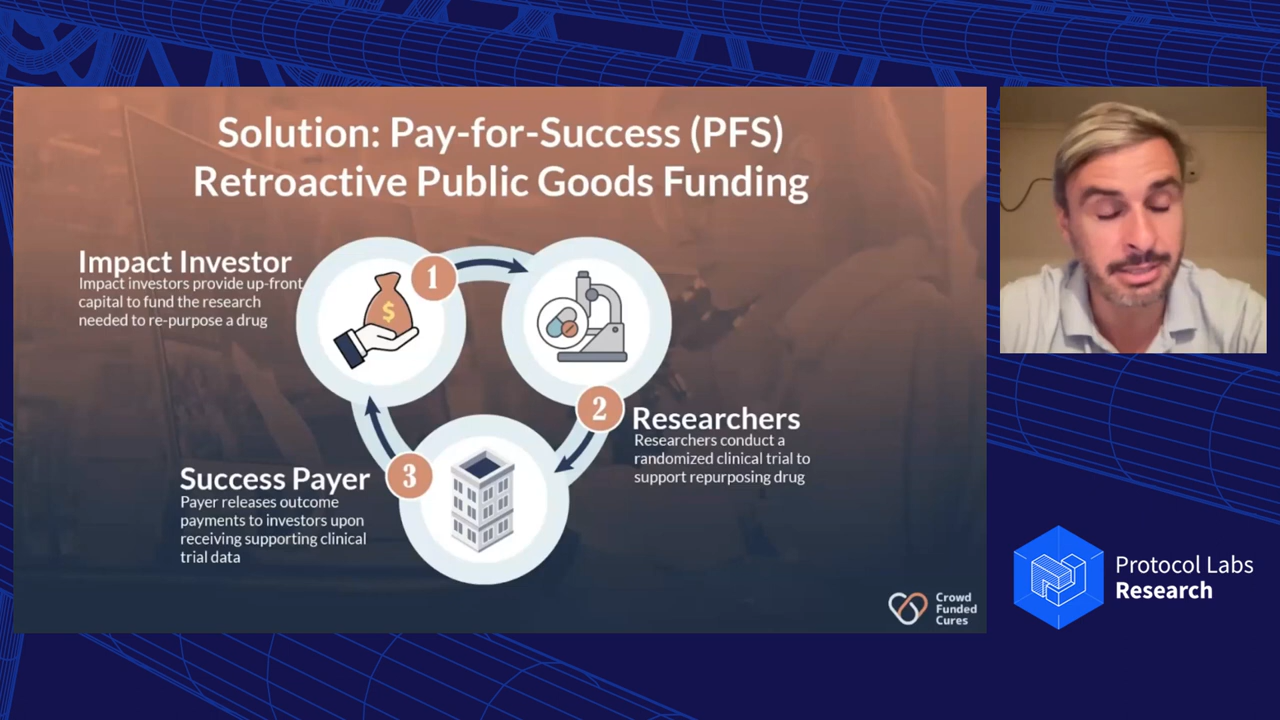 Solution: Pay-for-Success (PFS)
Retroactive Public Goods Funding
Impact Investor
Impact investors provide up-front
capital to fund the research
needed to re-purpose a drug
1
$
2
Researchers
Researchers conduct a
randomized clinical trial to
support repurposing drug
3
Success Payer
Payer releases outcome
payments to investors upon
receiving supporting clinical
trial data
Crowd
Funded
Cures
Protocol Labs
Research